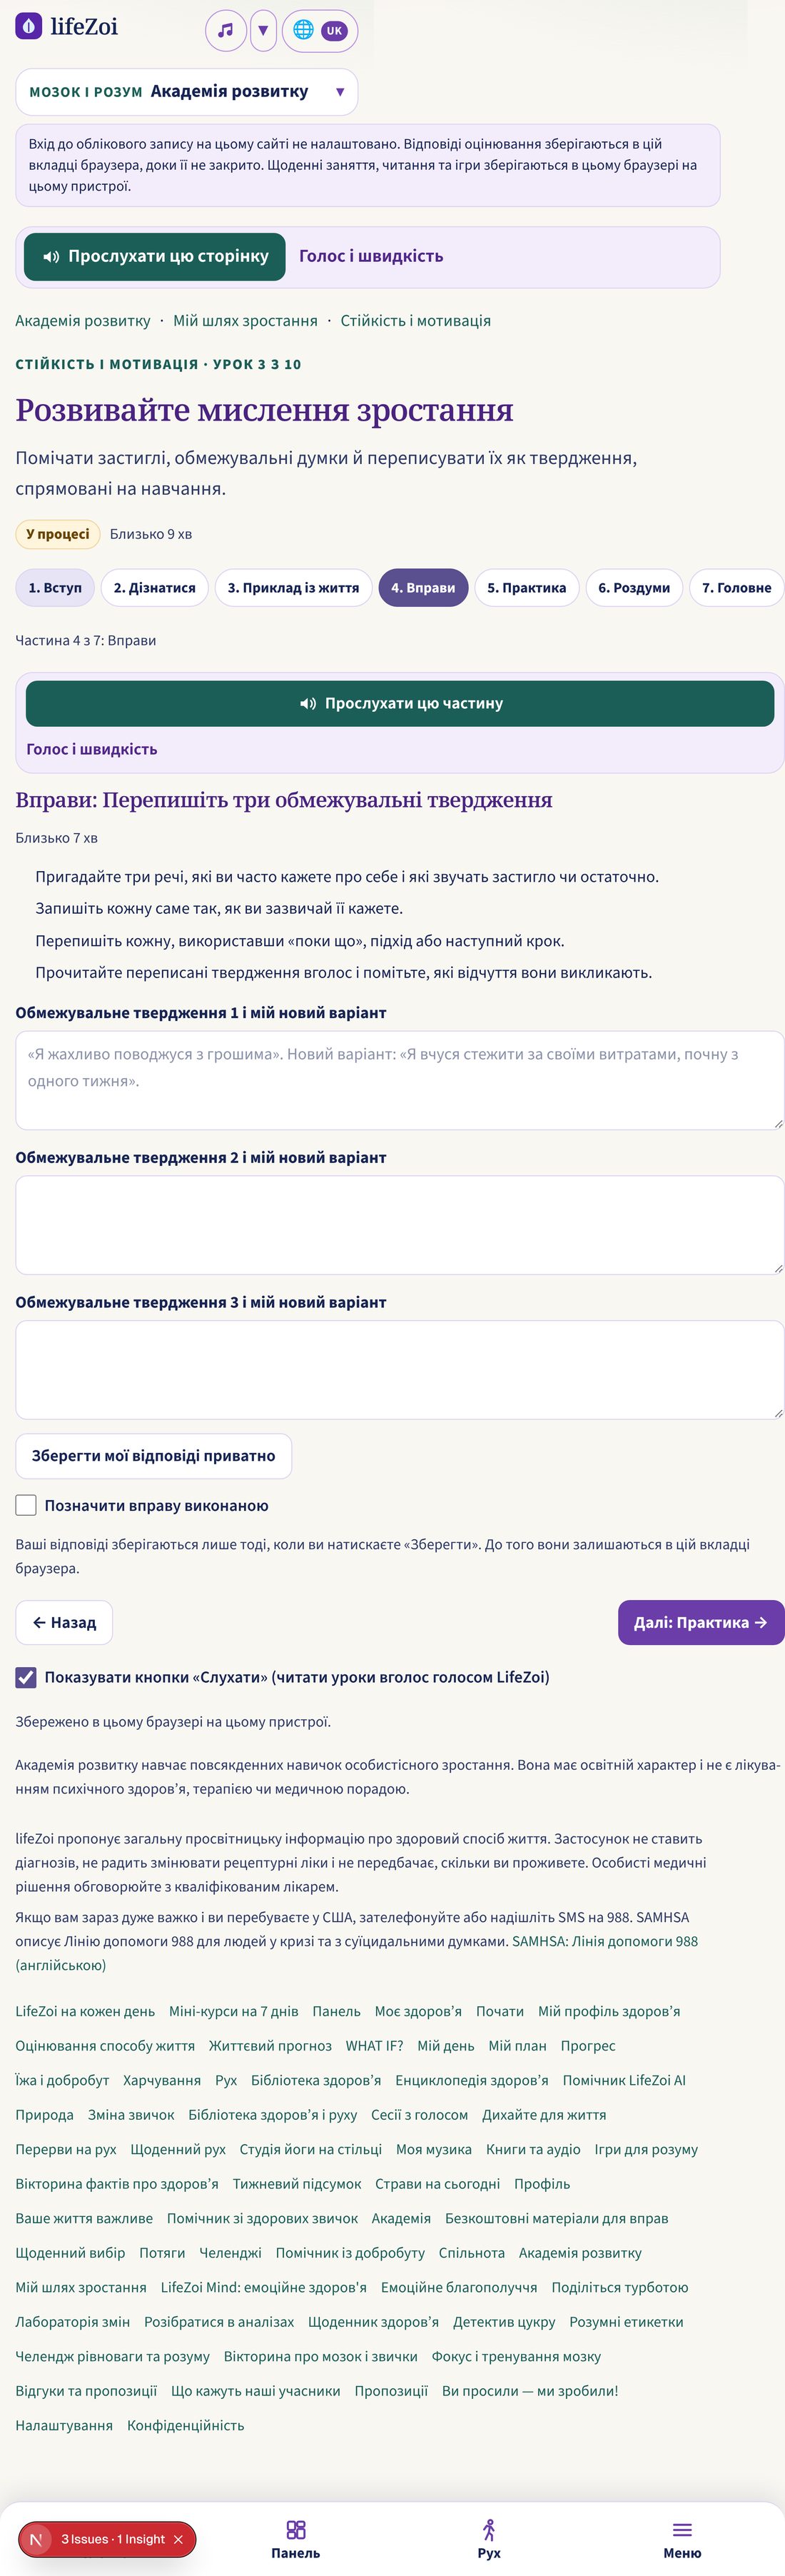 lifeZoi
UK
МОЗОК І РОЗУМ Академія розвитку
Вхід до облікового запису на цьому сайті не налаштовано. Відповіді оцінювання зберігаються в цій
вкладці браузера, доки її не закрито. Щоденні заняття, читання та ігри зберігаються в цьому браузері на
цьому пристрої.
Прослухати цю сторінку Голос і швидкість
Академія розвитку · Мій шлях зростання · Стійкість і мотивація
СТІЙКІСТЬ І МОТИВАЦІЯ · УРОК 3 З 10
Розвивайте мислення зростання
Помічати застиглі, обмежувальні думки й переписувати їх як твердження,
спрямовані на навчання.
У процесі Близько 9 хв
1. Вступ 2. Дізнатися 3. Приклад із життя 4. Вправи 5. Практика 6. Роздуми 7. Головне
Частина 4 з 7: Вправи
Прослухати цю частину
Голос і швидкість
Вправи: Перепишіть три обмежувальні твердження
Близько 7 хв
Пригадайте три речі, які ви часто кажете про себе і які звучать застигло чи остаточно.
Запишіть кожну саме так, як ви зазвичай її кажете.
Перепишіть кожну, використавши «поки що», підхід або наступний крок.
Прочитайте переписані твердження вголос і помітьте, які відчуття вони викликають.
Обмежувальне твердження 1 і мій новий варіант
«Я жахливо поводжуся з грошима». Новий варіант: «Я вчуся стежити за своїми витратами, почну з
одного тижня».
Обмежувальне твердження 2 і мій новий варіант
Обмежувальне твердження 3 і мій новий варіант
Зберегти мої відповіді приватно
Позначити вправу виконаною
Ваші відповіді зберігаються лише тоді, коли ви натискаєте «Зберегти». До того вони залишаються в цій вкладці
браузера.
← Назад Далі: Практика →
Показувати кнопки «Слухати» (читати уроки вголос голосом LifeZoi)
Збережено в цьому браузері на цьому пристрої.
Академія розвитку навчає повсякденних навичок особистісного зростання. Вона має освітній характер і не є лікува-
нням психічного здоров’я, терапією чи медичною порадою.
lifeZoi пропонує загальну просвітницьку інформацію про здоровий спосіб життя. Застосунок не ставить
діагнозів, не радить змінювати рецептурні ліки і не передбачає, скільки ви проживете. Особисті медичні
рішення обговорюйте з кваліфікованим лікарем.
Якщо вам зараз дуже важко і ви перебуваєте у США, зателефонуйте або надішліть SMS на 988. SAMHSA
описує Лінію допомоги 988 для людей у кризі та з суїцидальними думками. SAMHSA: Лінія допомоги 988
(англійською)
LifeZoi на кожен день Міні-курси на 7 днів Панель Моє здоров’я Почати Мій профіль здоров’я
Оцінювання способу життя Життєвий прогноз WHAT IF? Мій день Мій план Прогрес
Їжа і добробут Харчування Рух Бібліотека здоров’я Енциклопедія здоров’я Помічник LifeZoi AI
Природа Зміна звичок Бібліотека здоров’я і руху Сесії з голосом Дихайте для життя
Перерви на рух Щоденний рух Студія йоги на стільці Моя музика Книги та аудіо Ігри для розуму
Вікторина фактів про здоров’я Тижневий підсумок Страви на сьогодні Профіль
Ваше життя важливе Помічник зі здорових звичок Академія Безкоштовні матеріали для вправ
Щоденний вибір Потяги Челенджі Помічник із добробуту Спільнота Академія розвитку
Мій шлях зростання LifeZoi Mind: емоційне здоров'я Емоційне благополуччя Поділіться турботою
Лабораторія змін Розібратися в аналізах Щоденник здоров’я Детектив цукру Розумні етикетки
Челендж рівноваги та розуму Вікторина про мозок і звички Фокус і тренування мозку
Відгуки та пропозиції Що кажуть наші учасники Пропозиції Ви просили — ми зробили!
Налаштування Конфіденційність
N 3 Issues · 1 Insight ×
Панель Рух Меню